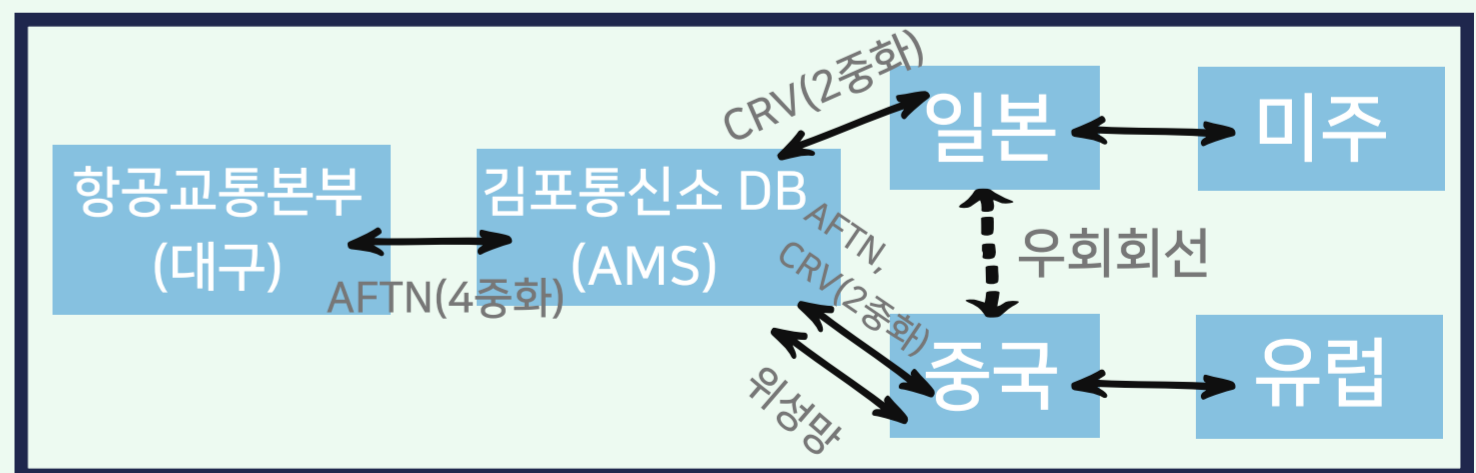 항공교통본부
(대구)
AFTN(4중화)
김포통신소 DB
(AMS)
CRV(2중화)
AFTN,
CRV(2중화)
위성망
일본
미주
우회회선
중국
유럽